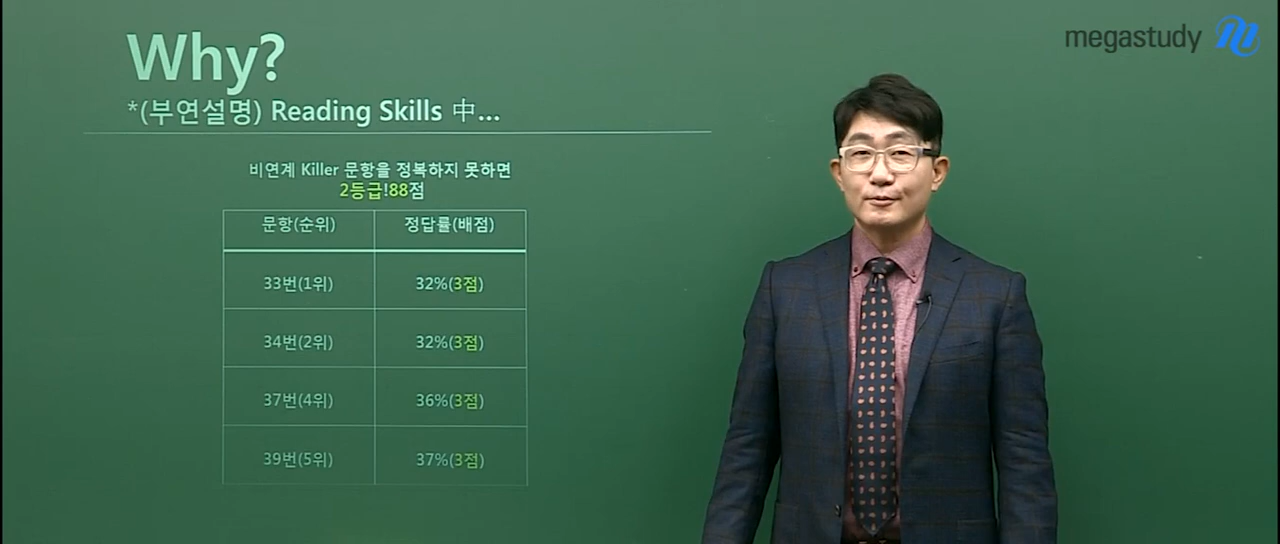 megastudy
Why?
*(부연설명) Reading Skills 中...
비연계 Killer 문항을 정복하지 못하면
2등급!88점
문항(순위) 정답률(배점)
33번(1위) 32%(3점)
34번(2위) 32%(3점)
37번(4위) 36%(3점)
39번(5위) 37%(3점)